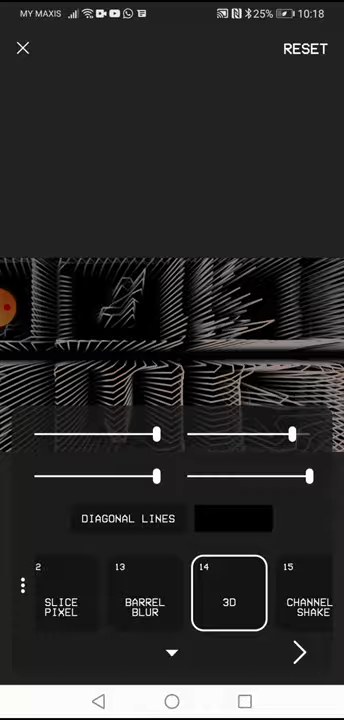 MY MAXIS
25%
10:18
RESET
DIAGONAL LINES
2
SLICE
PIXEL
13
BARREL
BLUR
14
3D
15
CHANNEL
SHAKE